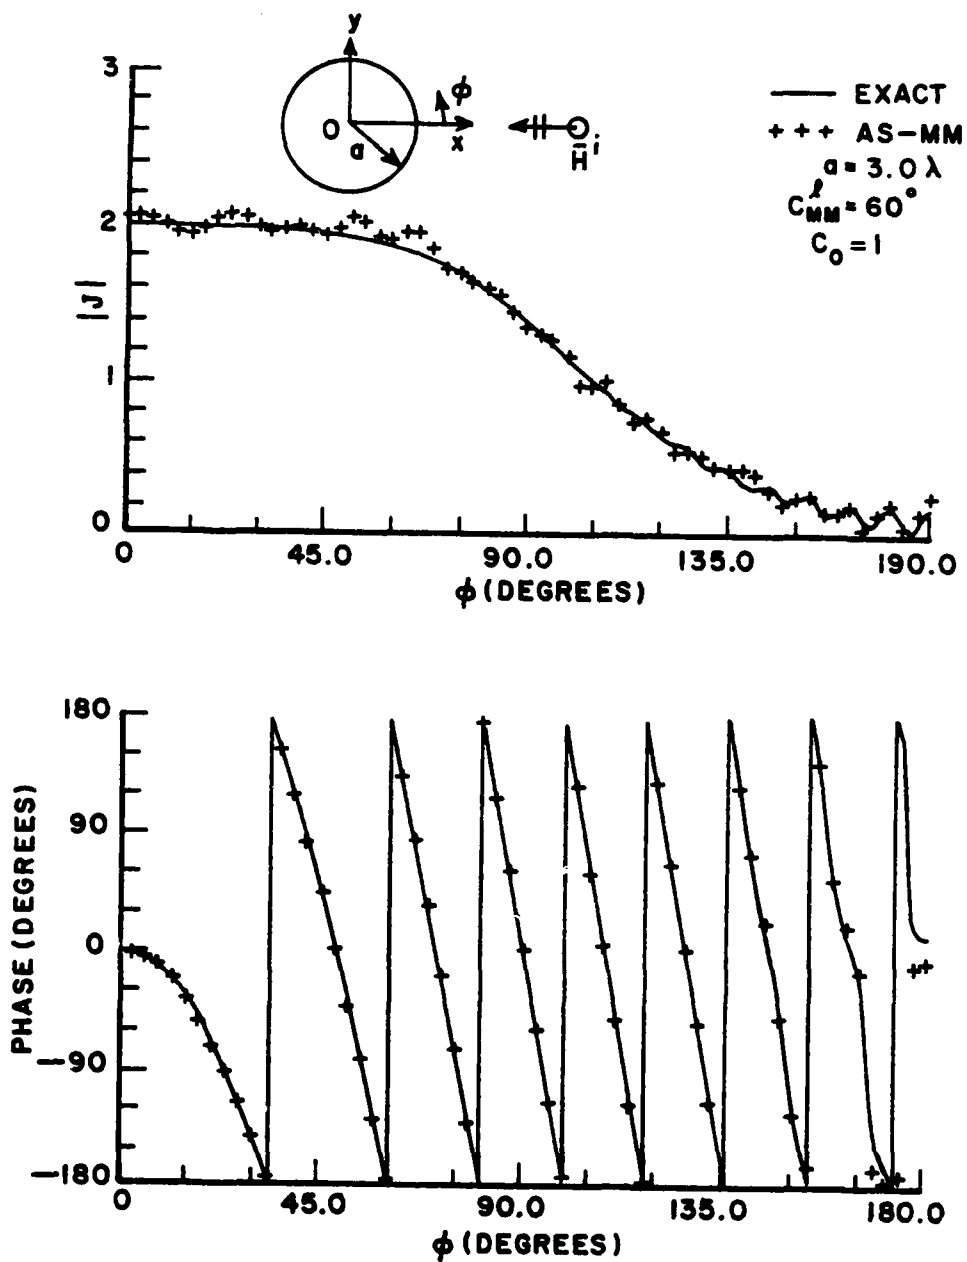 y
3
φ
EXACT
O
x
a
H̄ⁱ
+ + + AS-MM
a = 3.0 λ
C^ℓ_MM = 60°
C₀ = 1
2
|J|
1
0
0
45.0
90.0
135.0
190.0
φ (DEGREES)
180
90
0
-90
-180
PHASE (DEGREES)
0
45.0
90.0
135.0
180.0
φ (DEGREES)